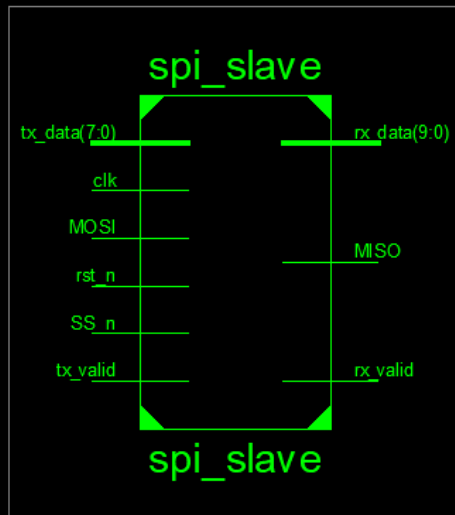 spi_slave
tx_data(7:0)
rx_data(9:0)
clk
MOSI
MISO
rst_n
SS_n
tx_valid
rx_valid
spi_slave